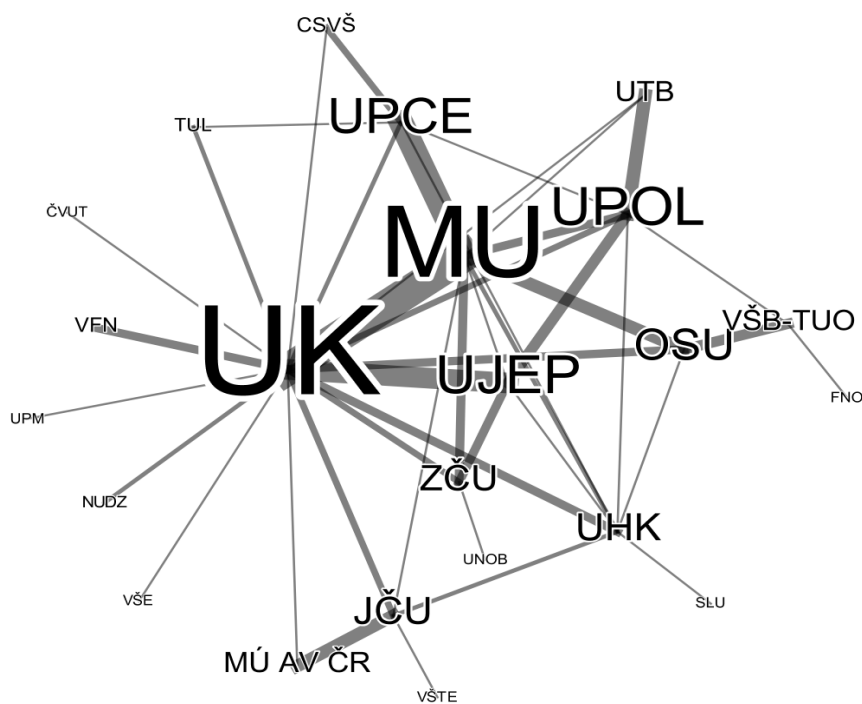 CSVŠ
UTB
UPCE
TUL
ČVUT
UPOL
MU
VFN
VŠB-TUO
OSU
UK
UJEP
FNO
UPM
ZČU
NUDZ
UHK
UNOB
VŠE
SLU
JČU
MÚ AV ČR
VŠTE